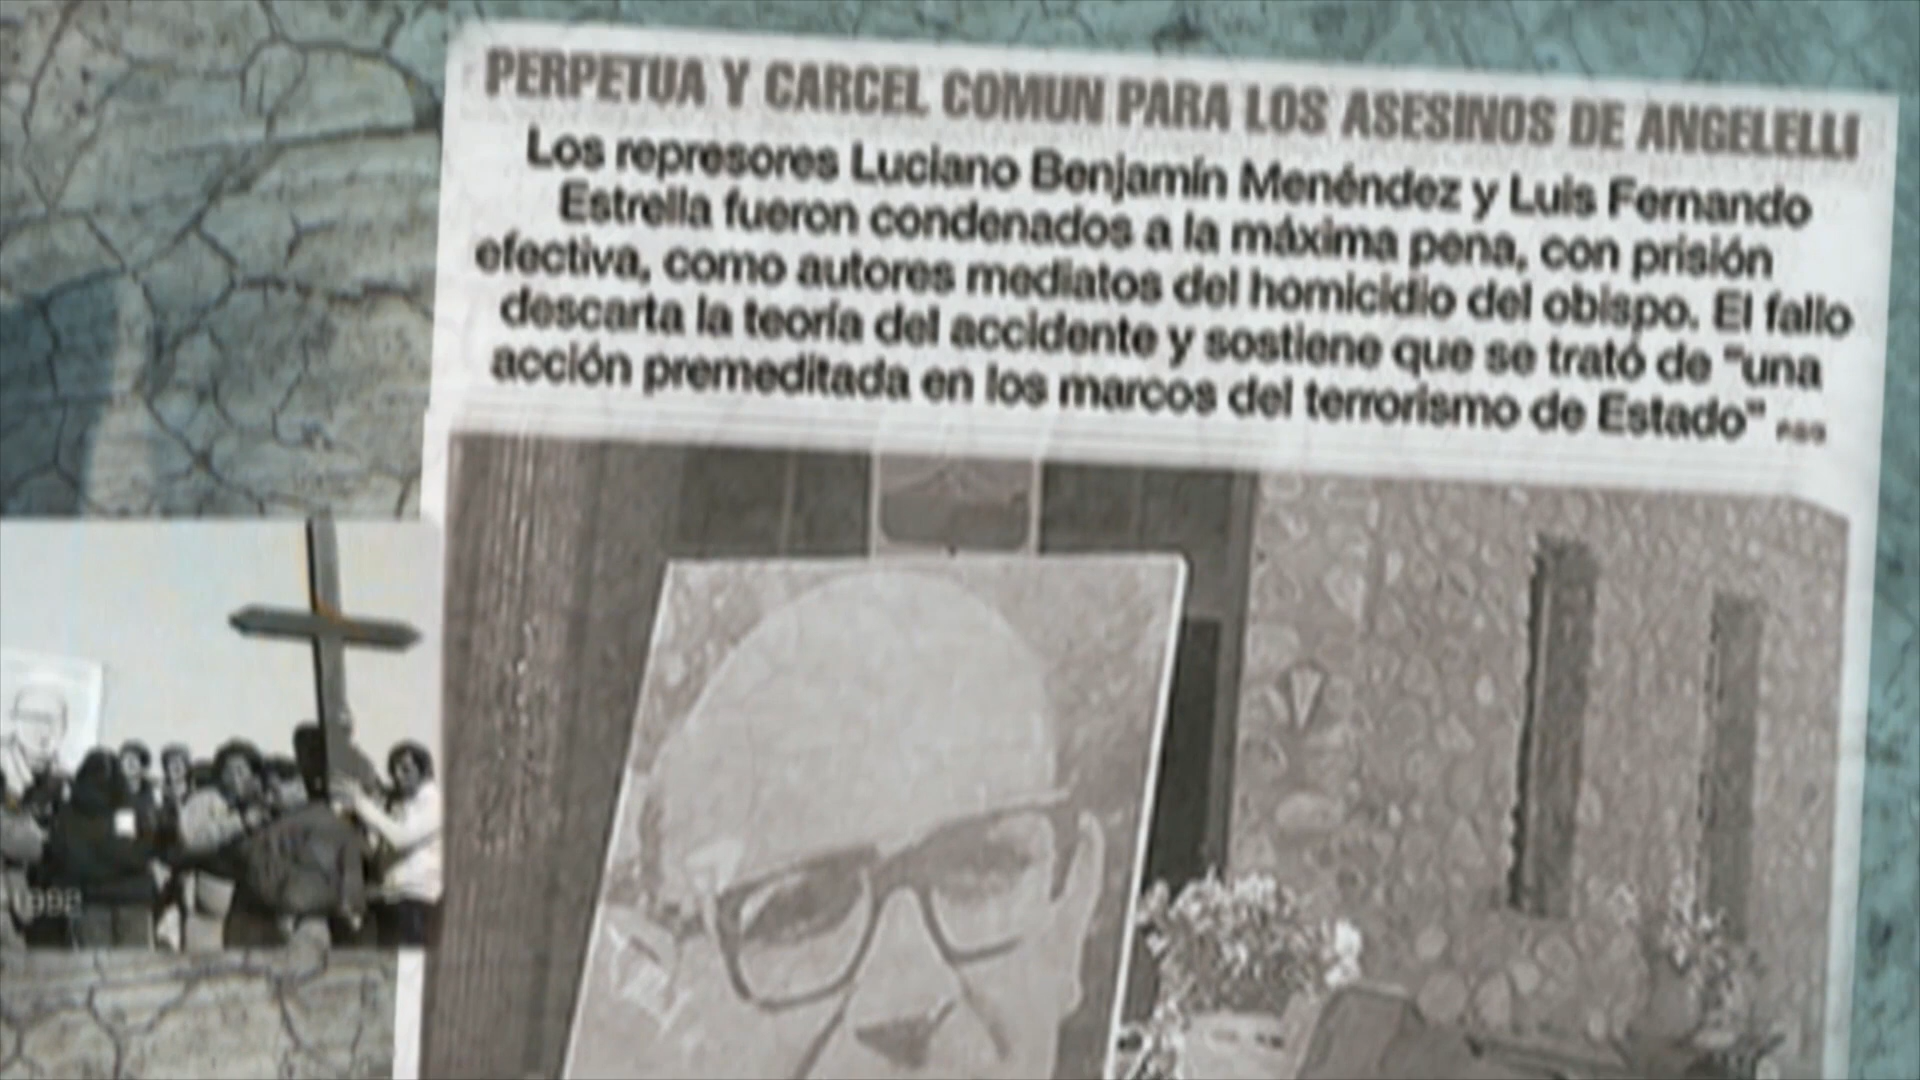 PERPETUA Y CARCEL COMUN PARA LOS ASESINOS DE ANGELELLI
Los represores Luciano Benjamín Menéndez y Luis Fernando
Estrella fueron condenados a la máxima pena, con prisión
efectiva, como autores mediatos del homicidio del obispo. El fallo
descarta la teoría del accidente y sostiene que se trató de "una
acción premeditada en los marcos del terrorismo de Estado"